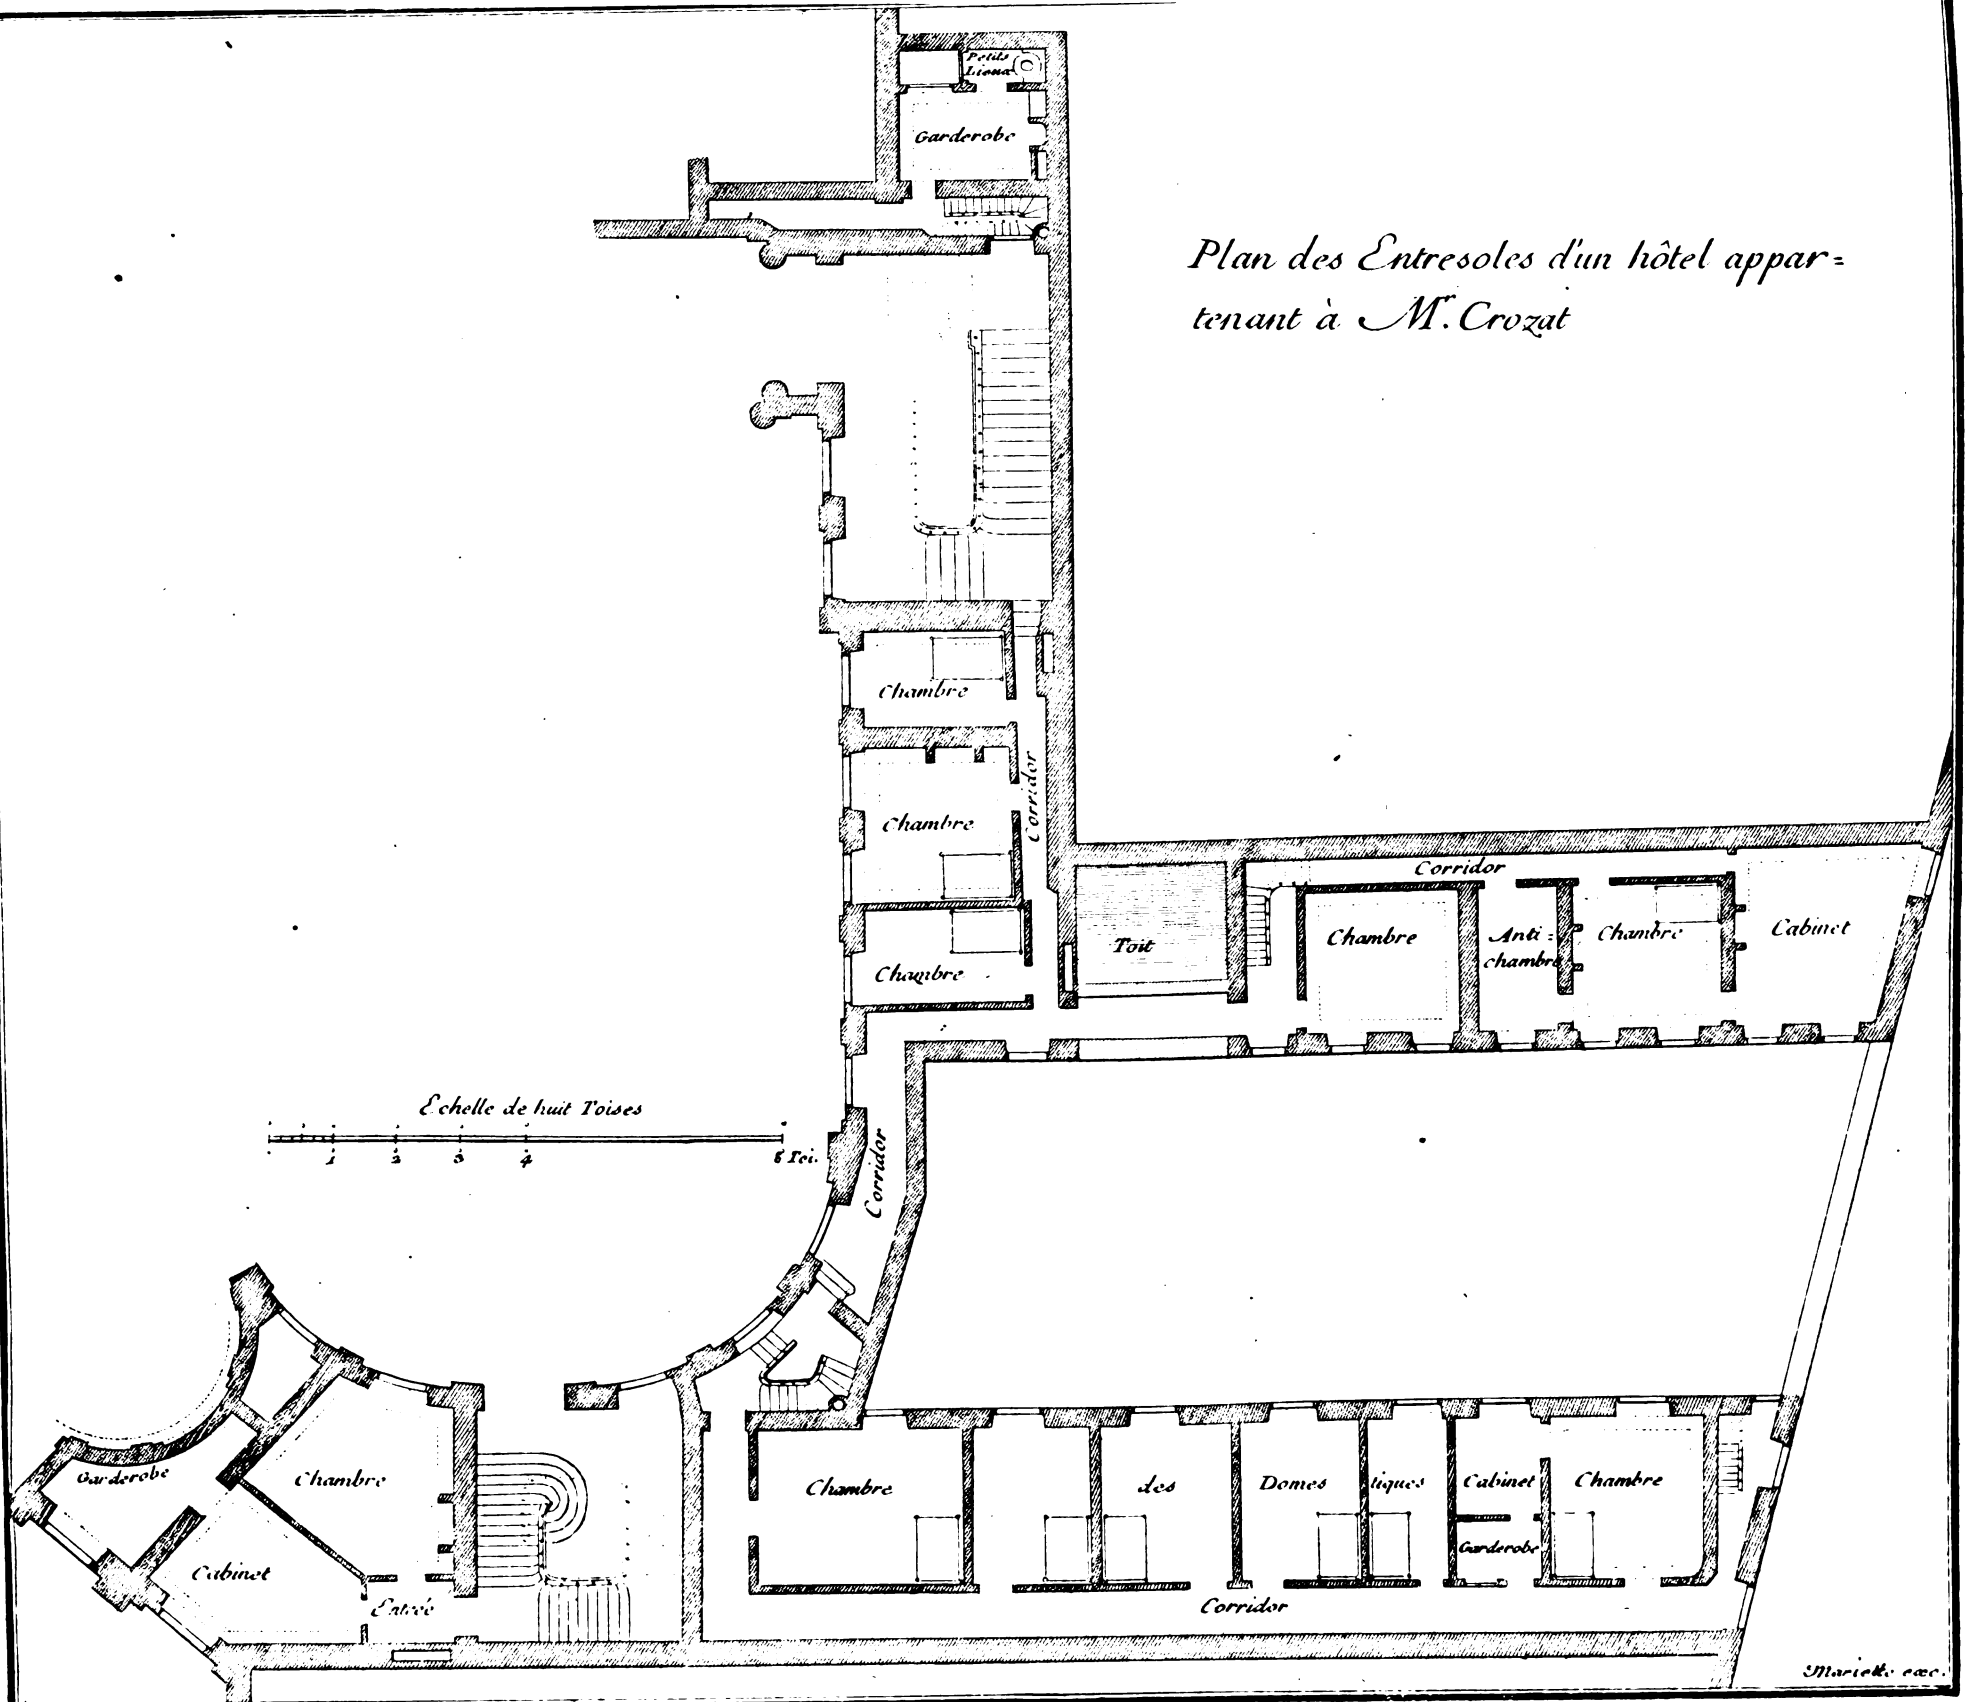 Petits
Lieux
Garderobe
Plan des Entresoles d'un hôtel appar=
tenant à Mr. Crozat
Chambre
Corridor
Chambre
Chambre
Toit
Corridor
Chambre
Anti=
chambre
Chambre
Cabinet
Echelle de huit Toises
1 2 3 4 8 Toi.
Corridor
Garderobe
Chambre
Cabinet
Entrée
Chambre des Domes tiques
Cabinet
Garderobe
Chambre
Corridor
Mariette exc.